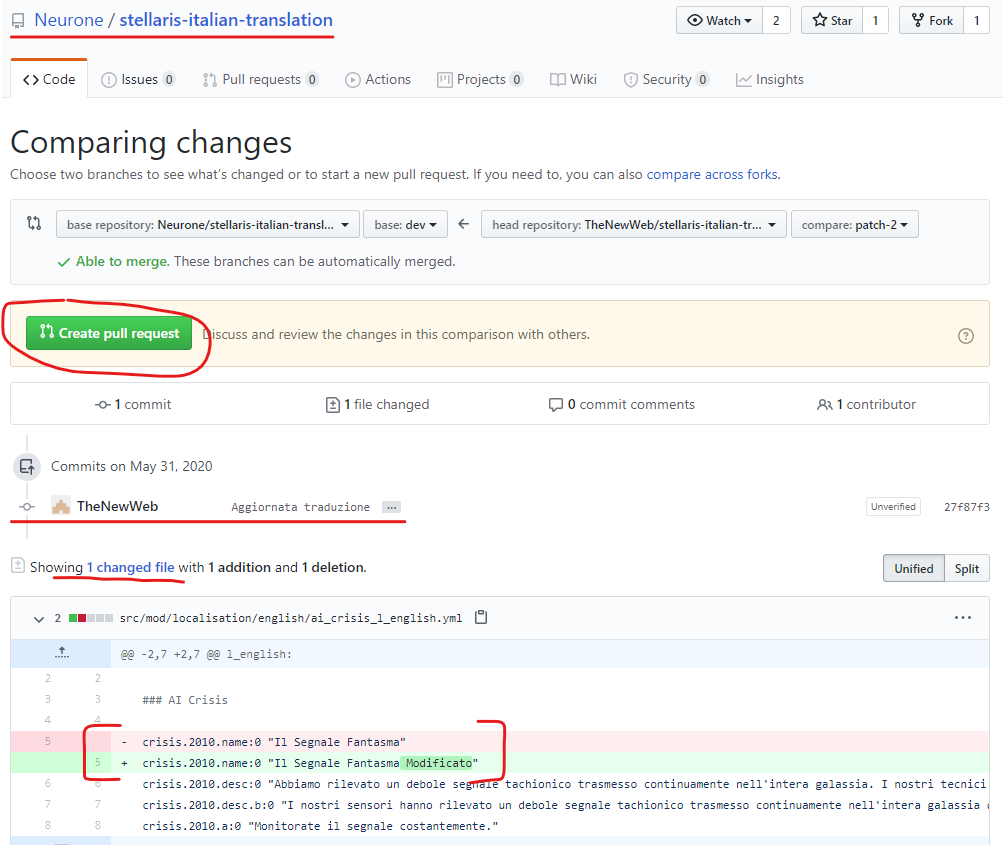 Neurone / stellaris-italian-translation
Watch 2 Star 1 Fork 1
Code Issues 0 Pull requests 0 Actions Projects 0 Wiki Security 0 Insights
Comparing changes
Choose two branches to see what's changed or to start a new pull request. If you need to, you can also compare across forks.
base repository: Neurone/stellaris-italian-transl... base: dev head repository: TheNewWeb/stellaris-italian-tr... compare: patch-2
Able to merge. These branches can be automatically merged.
Create pull request Discuss and review the changes in this comparison with others.
1 commit 1 file changed 0 commit comments 1 contributor
Commits on May 31, 2020
TheNewWeb Aggiornata traduzione ... Unverified 27f87f3
Showing 1 changed file with 1 addition and 1 deletion. Unified Split
2 src/mod/localisation/english/ai_crisis_l_english.yml ...
@@ -2,7 +2,7 @@ l_english:
2 2
3 3 ### AI Crisis
4 4
5 - crisis.2010.name:0 "Il Segnale Fantasma"
5 + crisis.2010.name:0 "Il Segnale Fantasma Modificato"
6 6 crisis.2010.desc:0 "Abbiamo rilevato un debole segnale tachionico trasmesso continuamente nell'intera galassia. I nostri tecnici
7 7 crisis.2010.desc.b:0 "I nostri sensori hanno rilevato un debole segnale tachionico trasmesso continuamente nell'intera galassia
8 8 crisis.2010.a:0 "Monitorate il segnale costantemente."